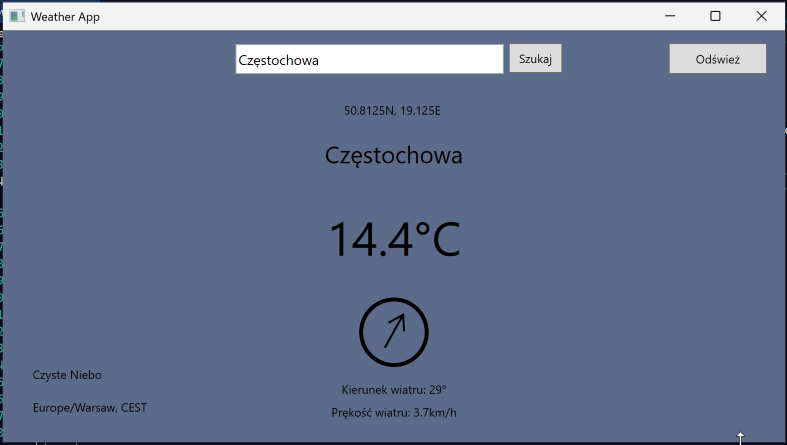 Weather App
Częstochowa
Szukaj
Odśwież
50.8125N, 19.125E
Częstochowa
14.4°C
Czyste Niebo
Kierunek wiatru: 29°
Europe/Warsaw, CEST
Prękość wiatru: 3.7km/h